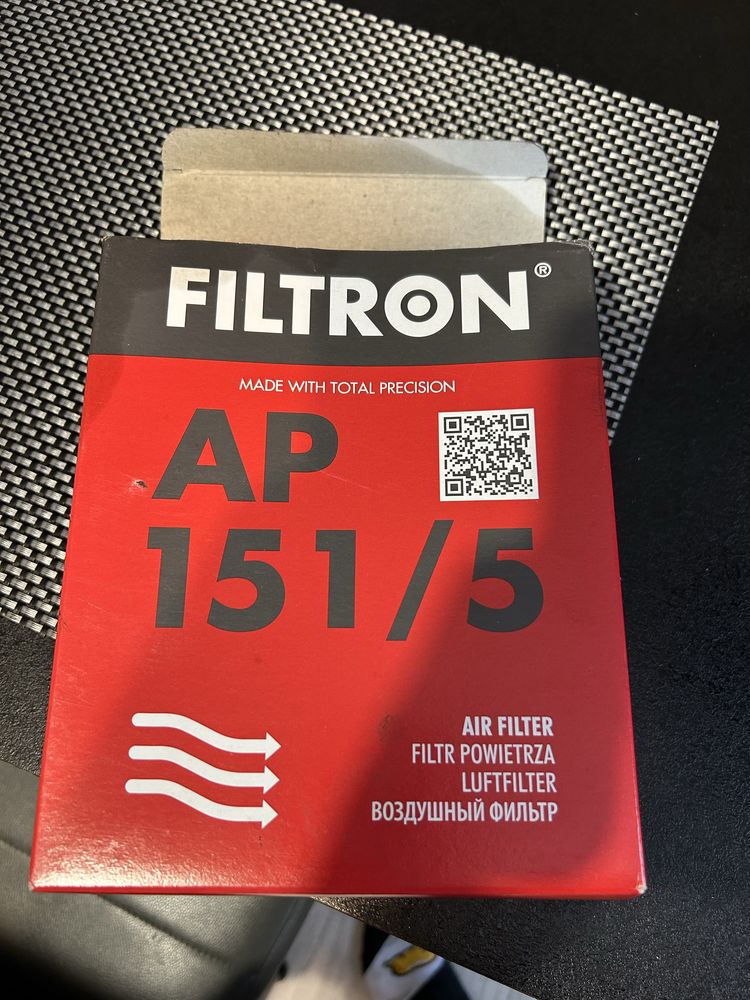 FILTRON®
MADE WITH TOTAL PRECISION
AP
151/5
AIR FILTER
FILTR POWIETRZA
LUFTFILTER
ВОЗДУШНЫЙ ФИЛЬТР